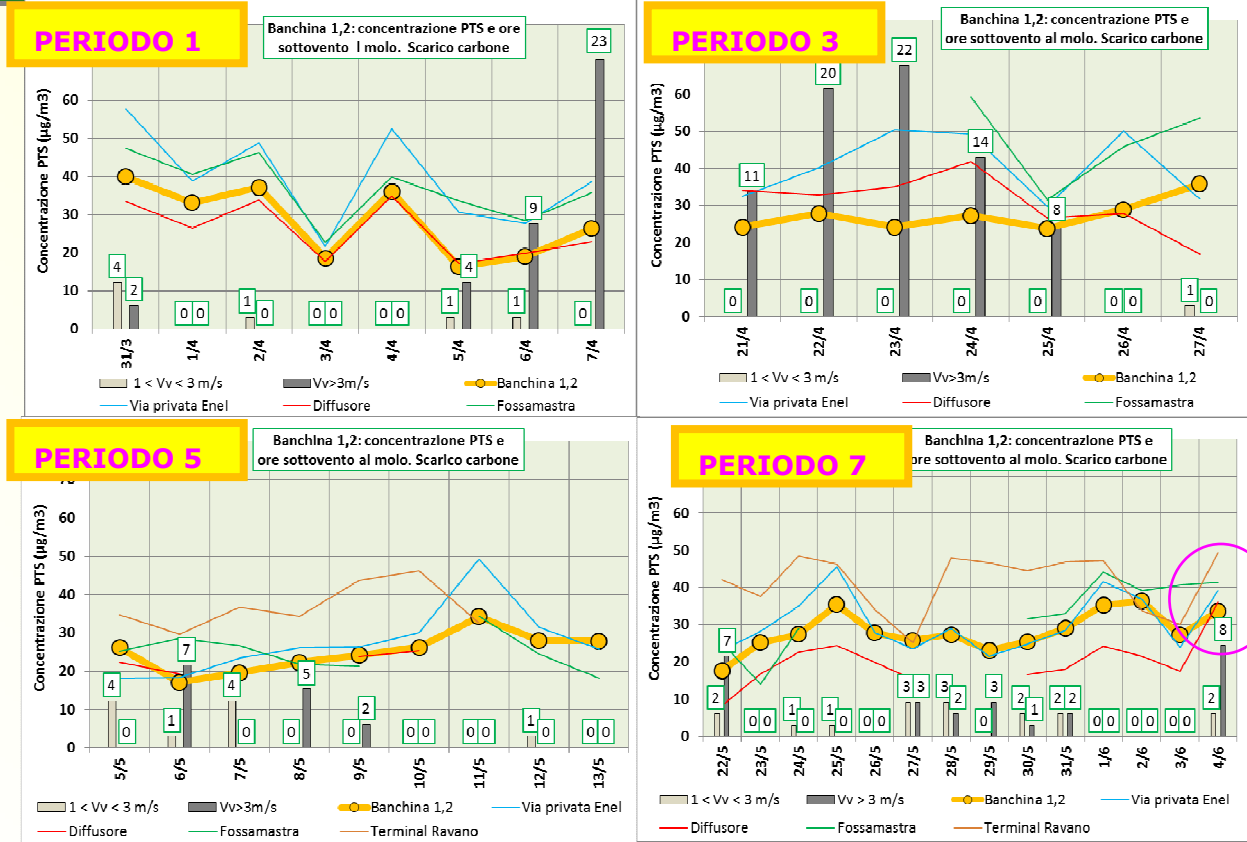 PERIODO 1
Banchina 1,2: concentrazione PTS e ore
sottovento l molo. Scarico carbone
Concentrazione PTS (µg/m3)
60
50
40
30
20
10
0
4 2 0 0 1 0 0 0 0 0 1 4 1 9 0 23
31/3 1/4 2/4 3/4 4/4 5/4 6/4 7/4
1 < Vv < 3 m/s Vv>3m/s Banchina 1,2
Via privata Enel Diffusore Fossamastra
PERIODO 3
Banchina 1,2: concentrazione PTS e
ore sottovento al molo. Scarico carbone
Concentrazione PTS (µg/m3)
60
50
40
30
20
10
0
0 11 0 20 0 22 0 14 0 8 0 0 1 0
21/4 22/4 23/4 24/4 25/4 26/4 27/4
1 < Vv < 3 m/s Vv>3m/s Banchina 1,2
Via privata Enel Diffusore Fossamastra
PERIODO 5
Banchina 1,2: concentrazione PTS e
ore sottovento al molo. Scarico carbone
Concentrazione PTS (µg/m3)
70
60
50
40
30
20
10
0
4 0 1 7 4 0 0 5 0 2 0 0 0 0 1 0 0 0
5/5 6/5 7/5 8/5 9/5 10/5 11/5 12/5 13/5
1 < Vv < 3 m/s Vv>3m/s Banchina 1,2 Via privata Enel
Diffusore Fossamastra Terminal Ravano
PERIODO 7
Banchina 1,2: concentrazione PTS e
ore sottovento al molo. Scarico carbone
Concentrazione PTS (µg/m3)
60
50
40
30
20
10
0
2 7 0 0 1 0 1 0 0 0 3 3 3 2 0 3 2 1 2 2 0 0 0 0 0 0 2 8
22/5 23/5 24/5 25/5 26/5 27/5 28/5 29/5 30/5 31/5 1/6 2/6 3/6 4/6
1 < Vv < 3 m/s Vv > 3 m/s Banchina 1,2 Via privata Enel
Diffusore Fossamastra Terminal Ravano